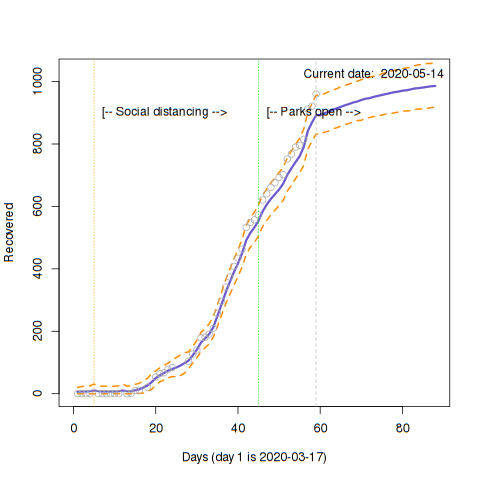 Current date: 2020-05-14
[-- Social distancing -->
[-- Parks open -->
Recovered
1000
800
600
400
200
0
0 20 40 60 80
Days (day 1 is 2020-03-17)